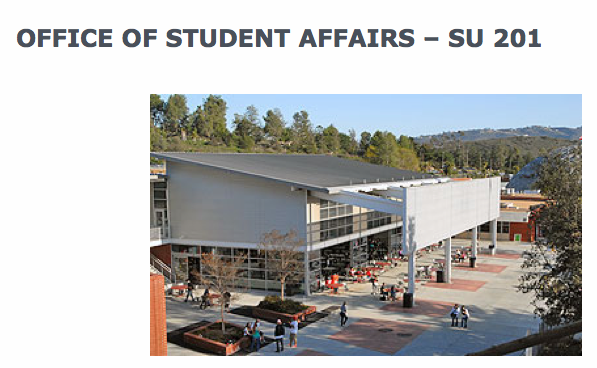 OFFICE OF STUDENT AFFAIRS – SU 201